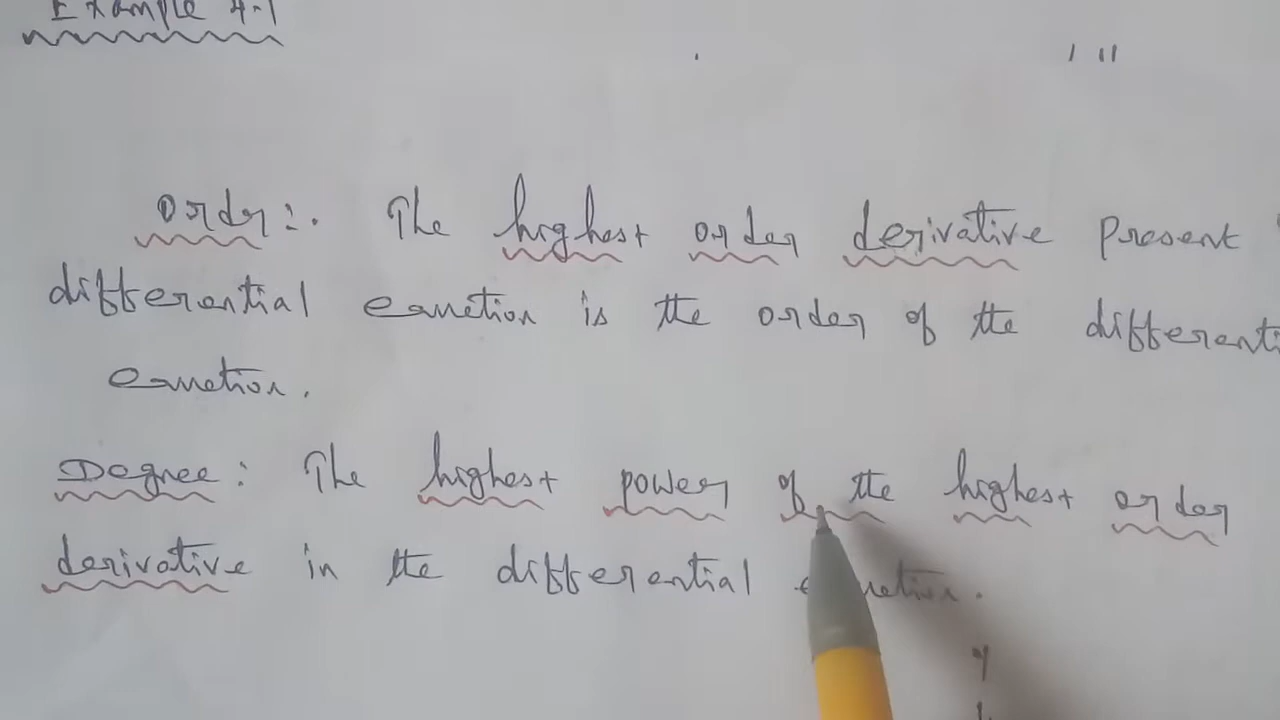 Example 4.1
Order:. The highest order derivative present
differential equation is the order of the differenti
equation.
Degree: The highest power of the highest order
derivative in the differential